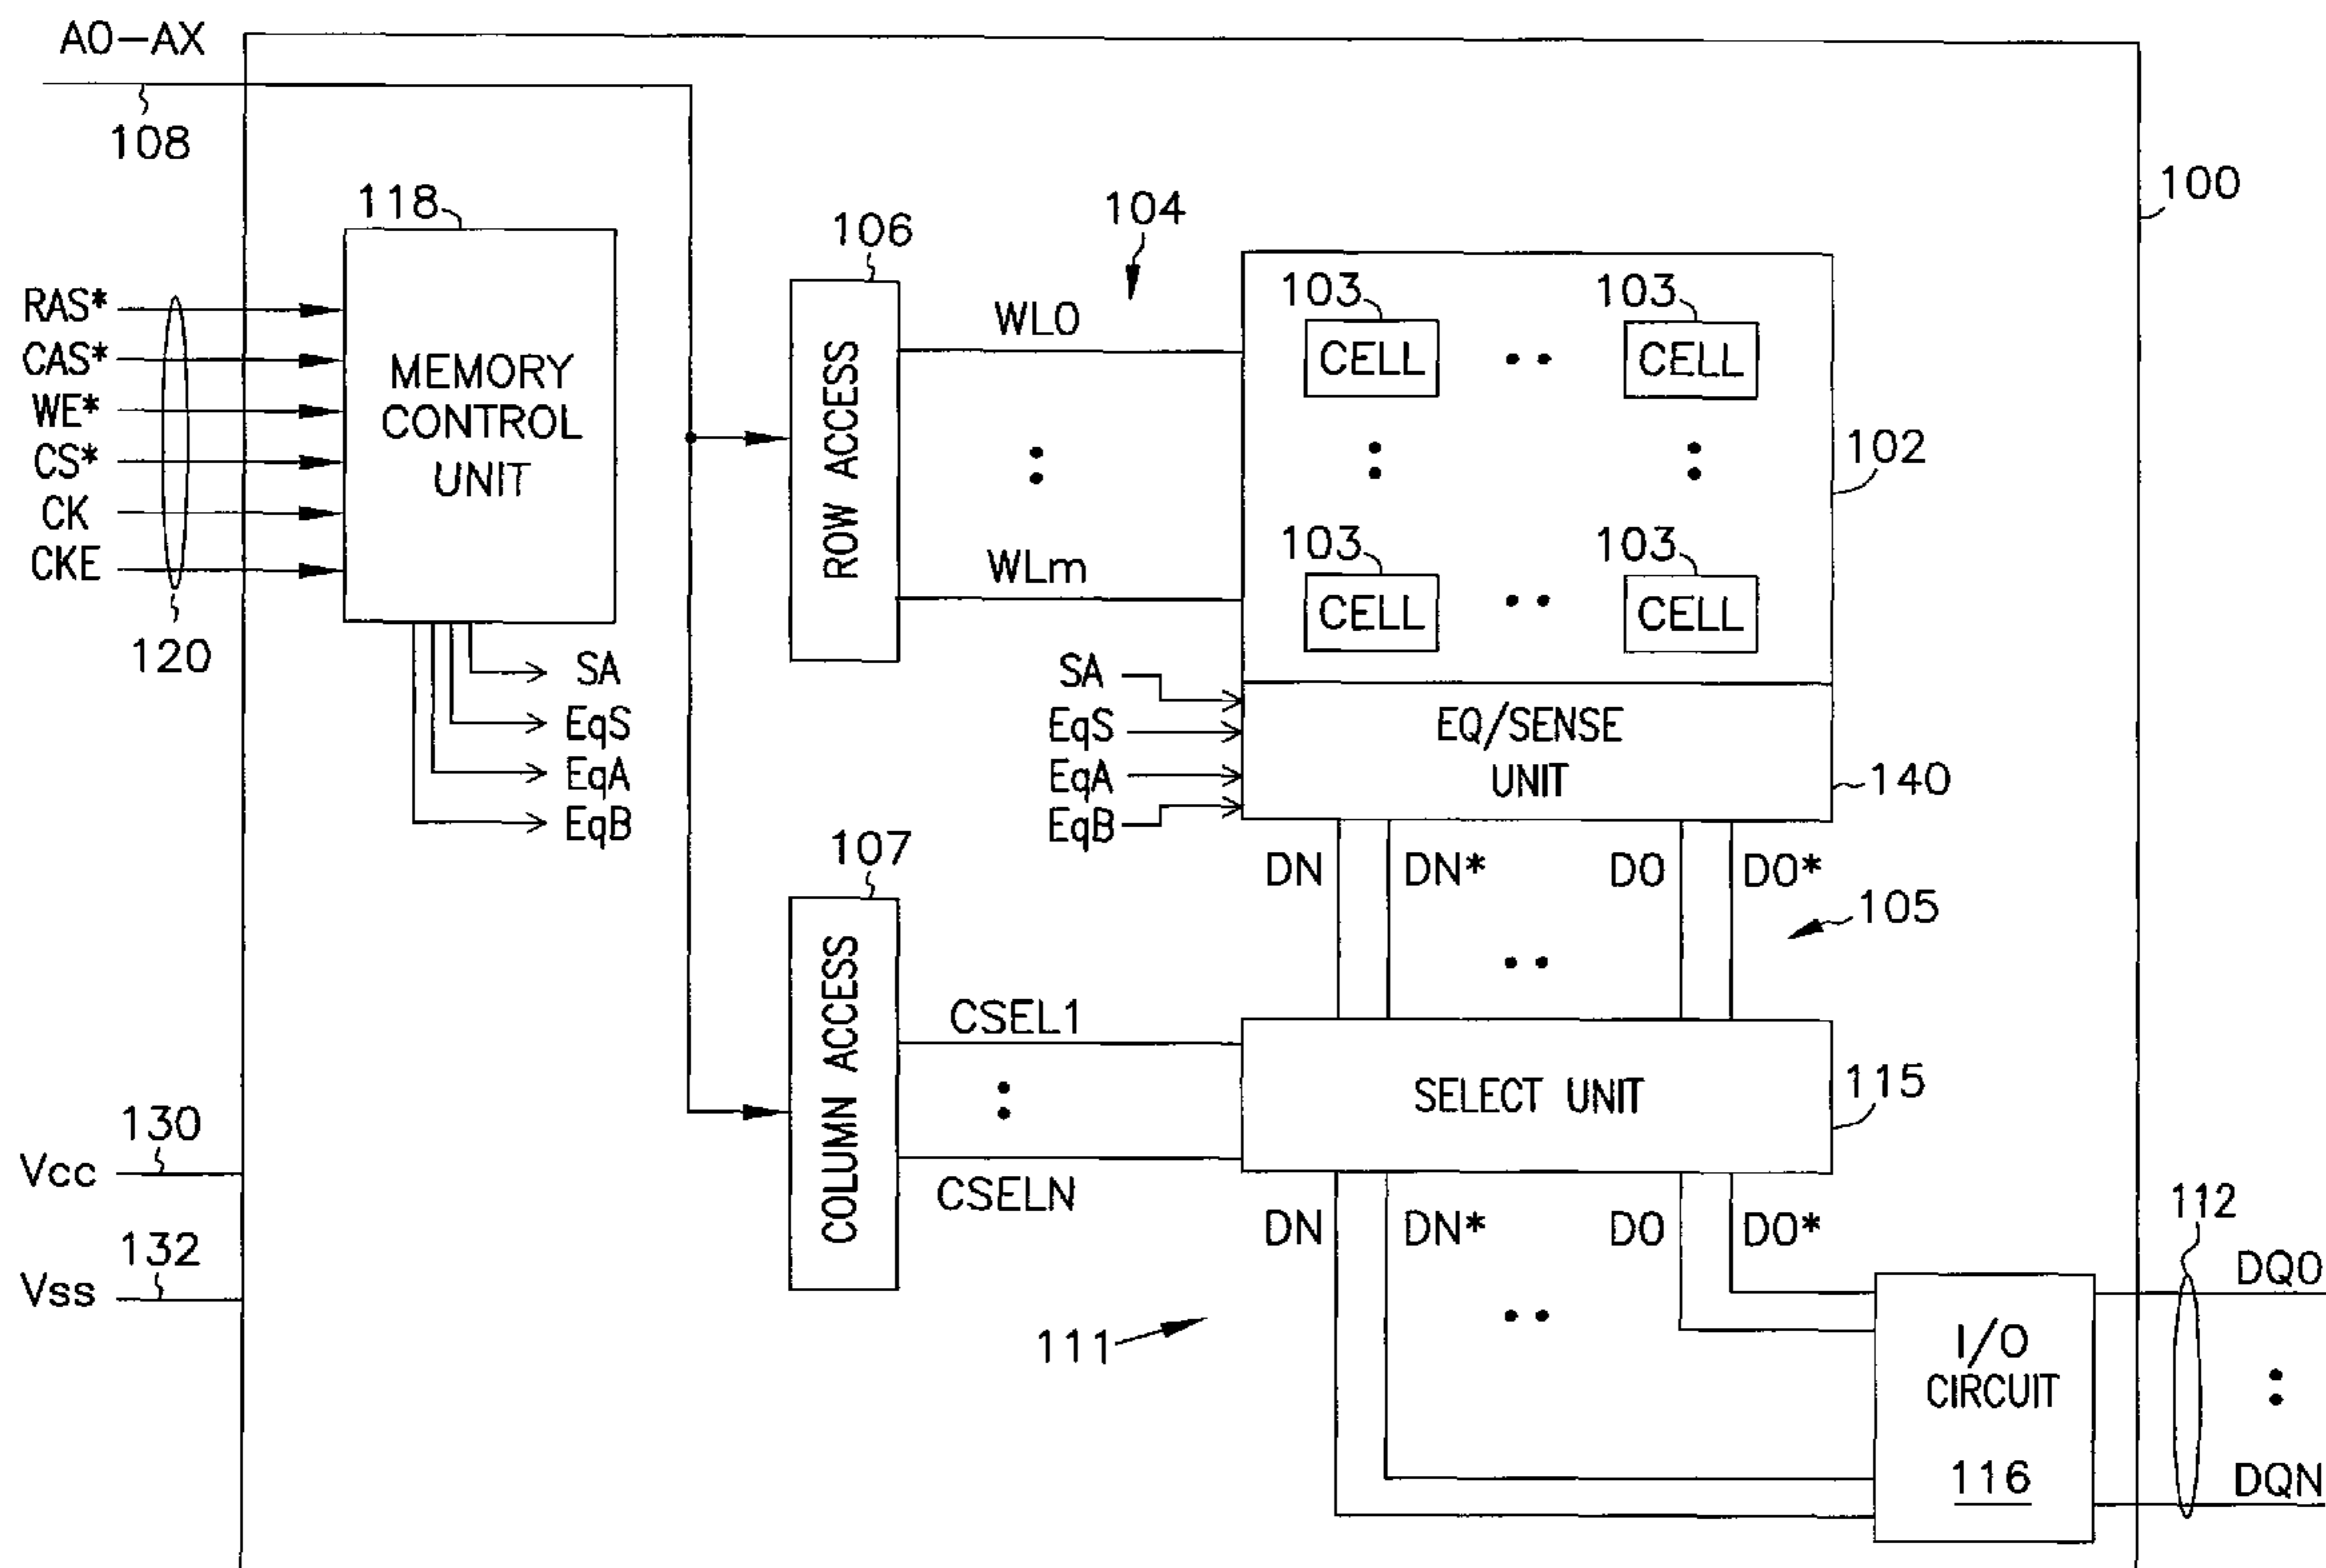 A0-AX
108
100
118
RAS*
CAS*
WE*
CS*
CK
CKE
120
MEMORY
CONTROL
UNIT
SA
EqS
EqA
EqB
106
ROW ACCESS
104
WL0
WLm
103
CELL
103
CELL
103
CELL
103
CELL
102
SA
EqS
EqA
EqB
EQ/SENSE
UNIT
140
DN
DN*
D0
D0*
105
107
COLUMN ACCESS
CSEL1
CSELN
SELECT UNIT
115
130
Vcc
132
Vss
DN
DN*
D0
D0*
111
I/O
CIRCUIT
116
112
DQ0
DQN